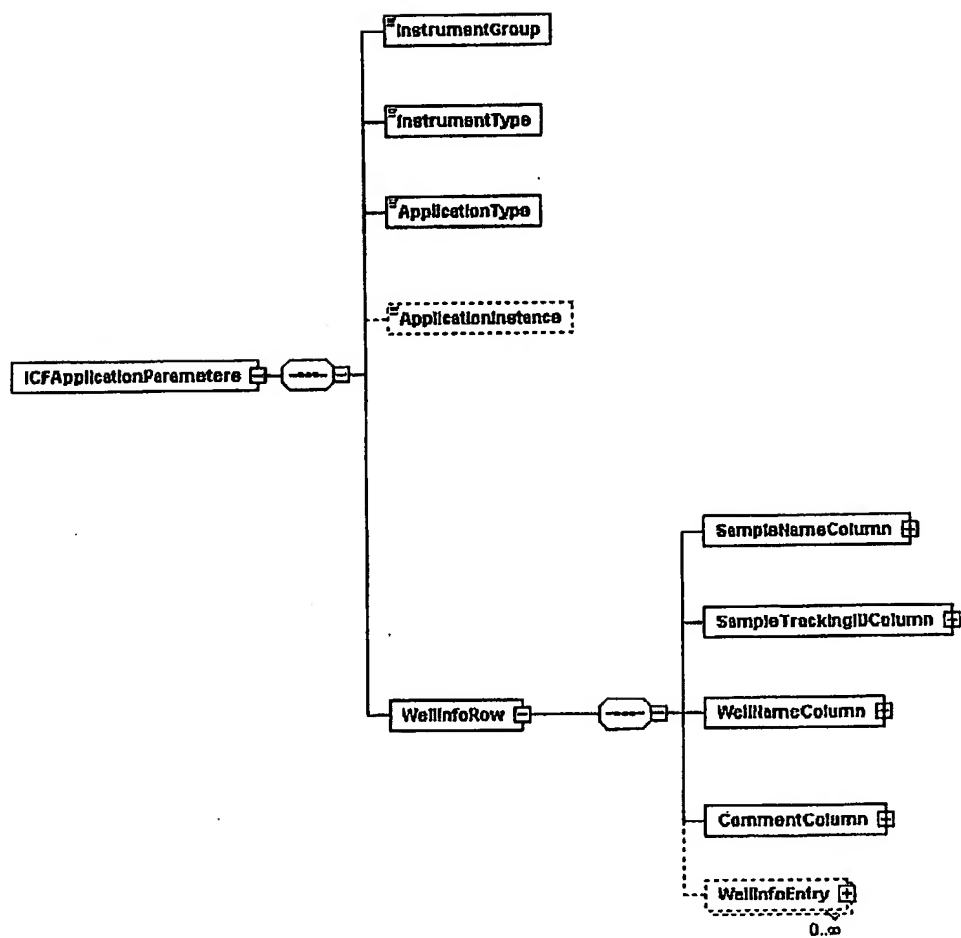 InstrumentGroup
InstrumentType
ApplicationType
ApplicationInstance
ICFApplicationParameters
SampleNameColumn
SampleTrackingIDColumn
WellInfoRow
WellNameColumn
CommentColumn
WellInfoEntry
0..∞